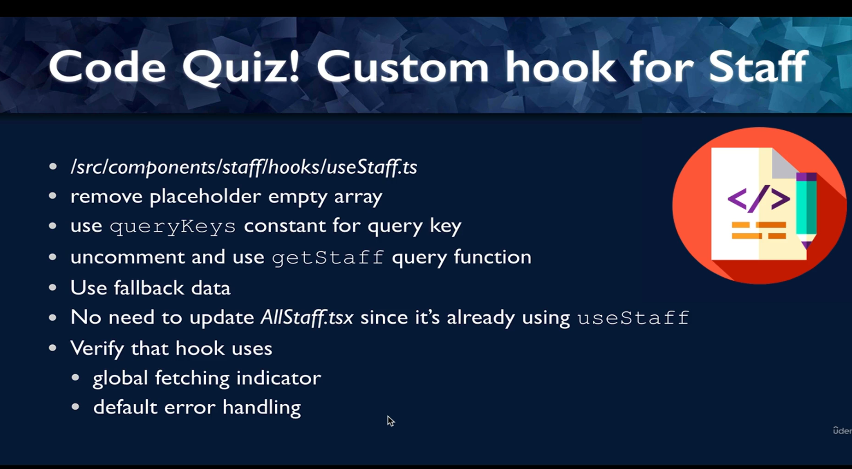 Code Quiz! Custom hook for Staff
• /src/components/staff/hooks/useStaff.ts
• remove placeholder empty array
• use queryKeys constant for query key
• uncomment and use getStaff query function
• Use fallback data
• No need to update AllStaff.tsx since it's already using useStaff
• Verify that hook uses
• global fetching indicator
• default error handling